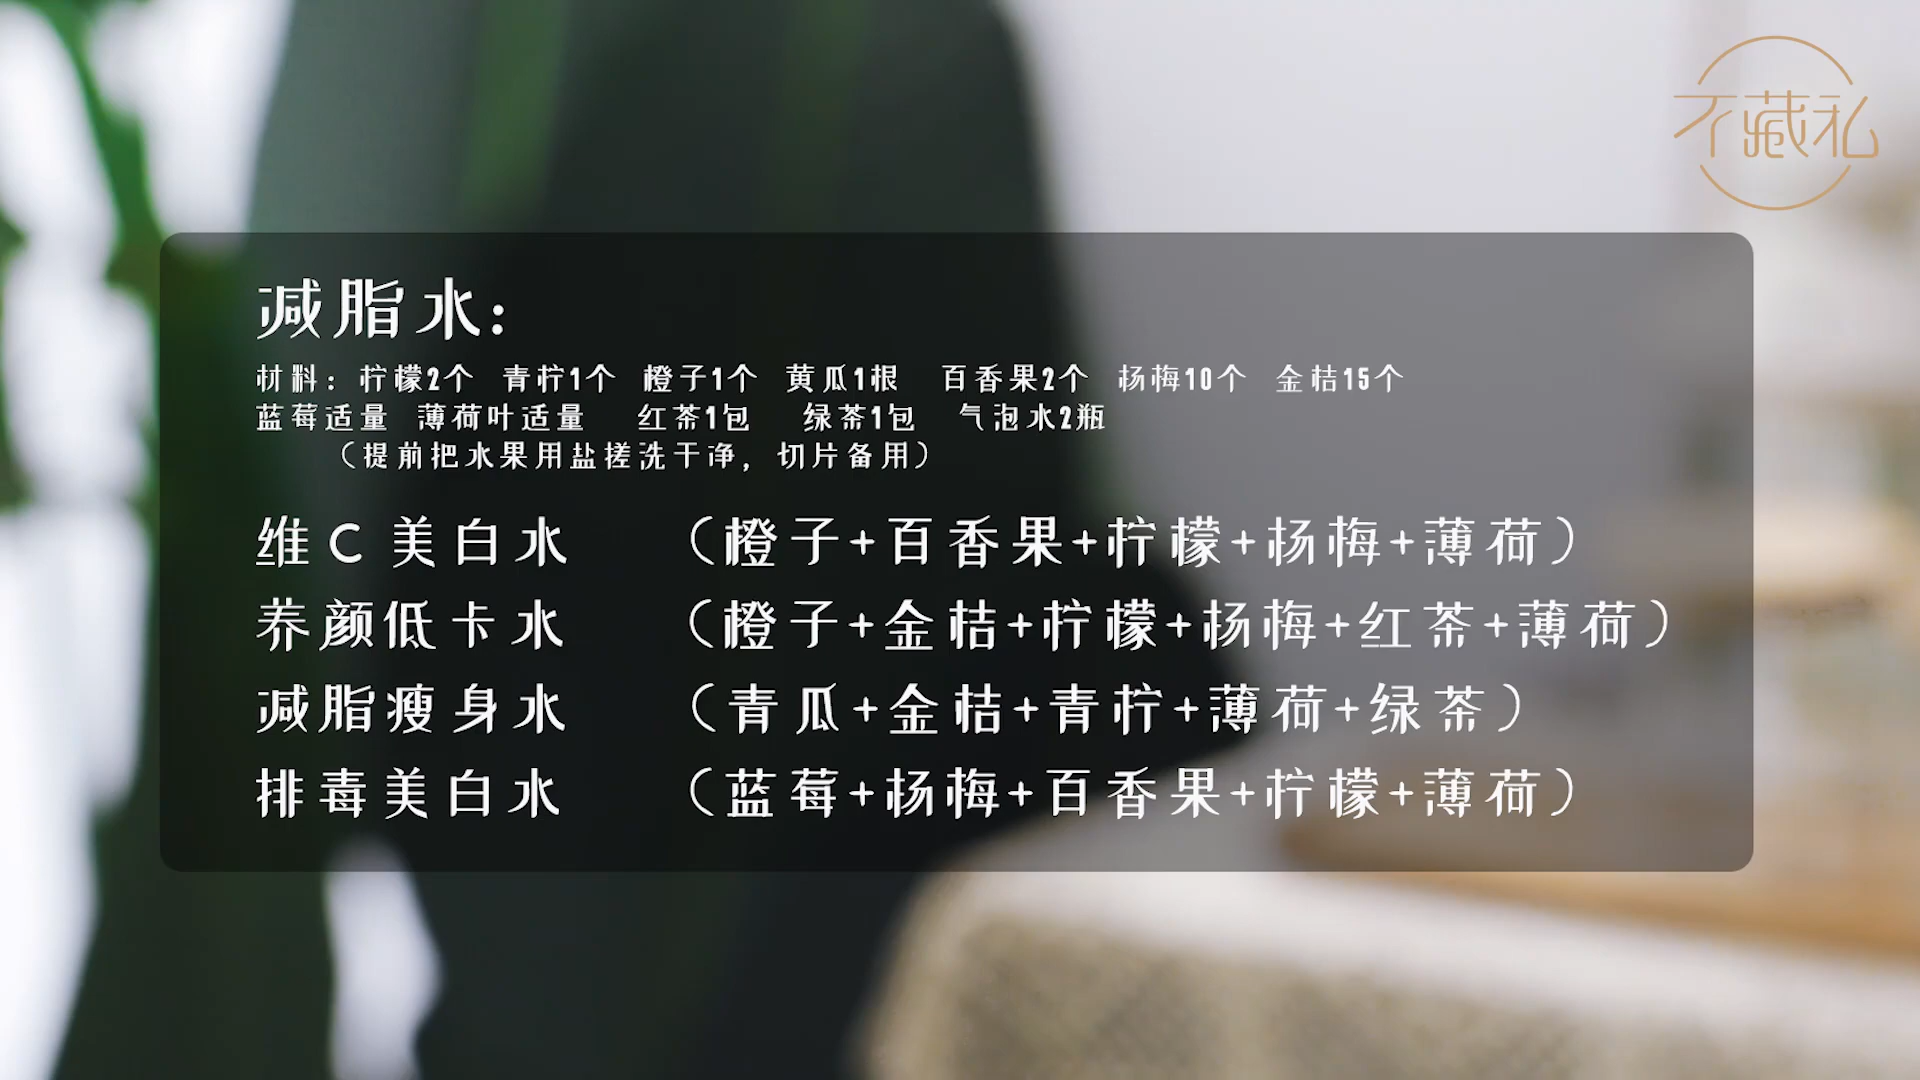 不藏私
减脂水:
材料: 柠檬2个 青柠1个 橙子1个 黄瓜1根 百香果2个 杨梅10个 金桔15个
蓝莓适量 薄荷叶适量 红茶1包 绿茶1包 气泡水2瓶
（提前把水果用盐搓洗干净，切片备用）
维C美白水 （橙子+百香果+柠檬+杨梅+薄荷）
养颜低卡水 （橙子+金桔+柠檬+杨梅+红茶+薄荷）
减脂瘦身水 （青瓜+金桔+青柠+薄荷+绿茶）
排毒美白水 （蓝莓+杨梅+百香果+柠檬+薄荷）